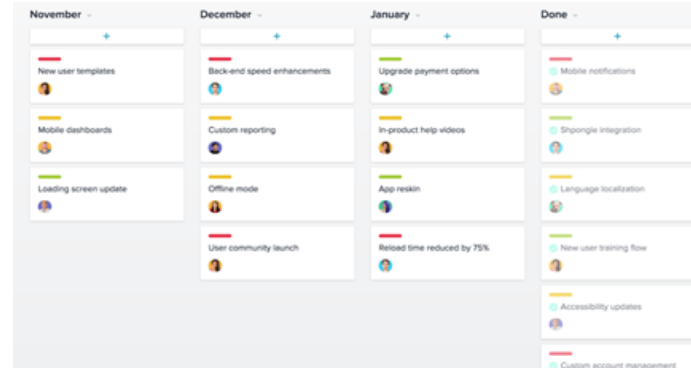 November
December
January
Done
+
+
+
+
New user templates
Mobile dashboards
Loading screen update
Back-end speed enhancements
Custom reporting
Offline mode
User community launch
Upgrade payment options
In-product help videos
App reskin
Reload time reduced by 75%
Mobile notifications
Shpongle integration
Language localization
New user training flow
Accessibility updates
Custom account management